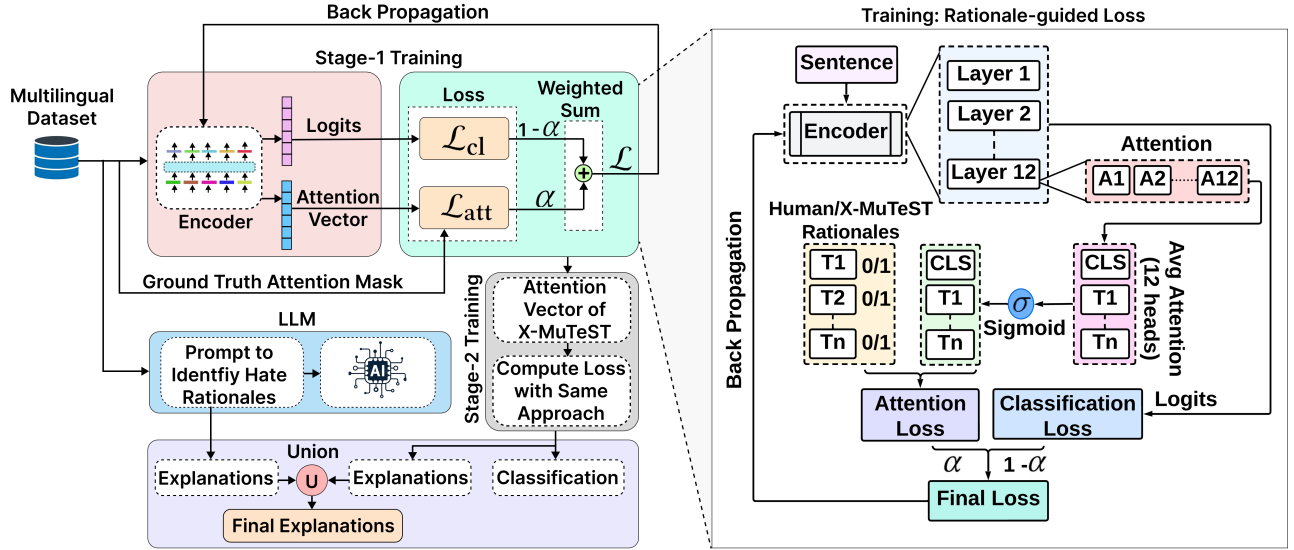 Back Propagation
Stage-1 Training
Multilingual
Dataset
Encoder
Logits
Attention
Vector
Loss
Weighted
Sum
ℒcl
1-α
ℒatt
α
+
ℒ
Ground Truth Attention Mask
LLM
Prompt to
Identfiy Hate
Rationales
AI
Stage-2 Training
Attention
Vector of
X-MuTeST
Compute Loss
with Same
Approach
Union
Explanations
U
Explanations
Classification
Final Explanations
Training: Rationale-guided Loss
Sentence
Encoder
Layer 1
Layer 2
Layer 12
Attention
A1 A2 A12
Human/X-MuTeST
Rationales
T1 0/1
T2 0/1
Tn 0/1
CLS
T1
Tn
σ
Sigmoid
CLS
T1
Tn
Avg Attention
(12 heads)
Back Propagation
Attention
Loss
Classification
Loss
Logits
α
1 -α
Final Loss